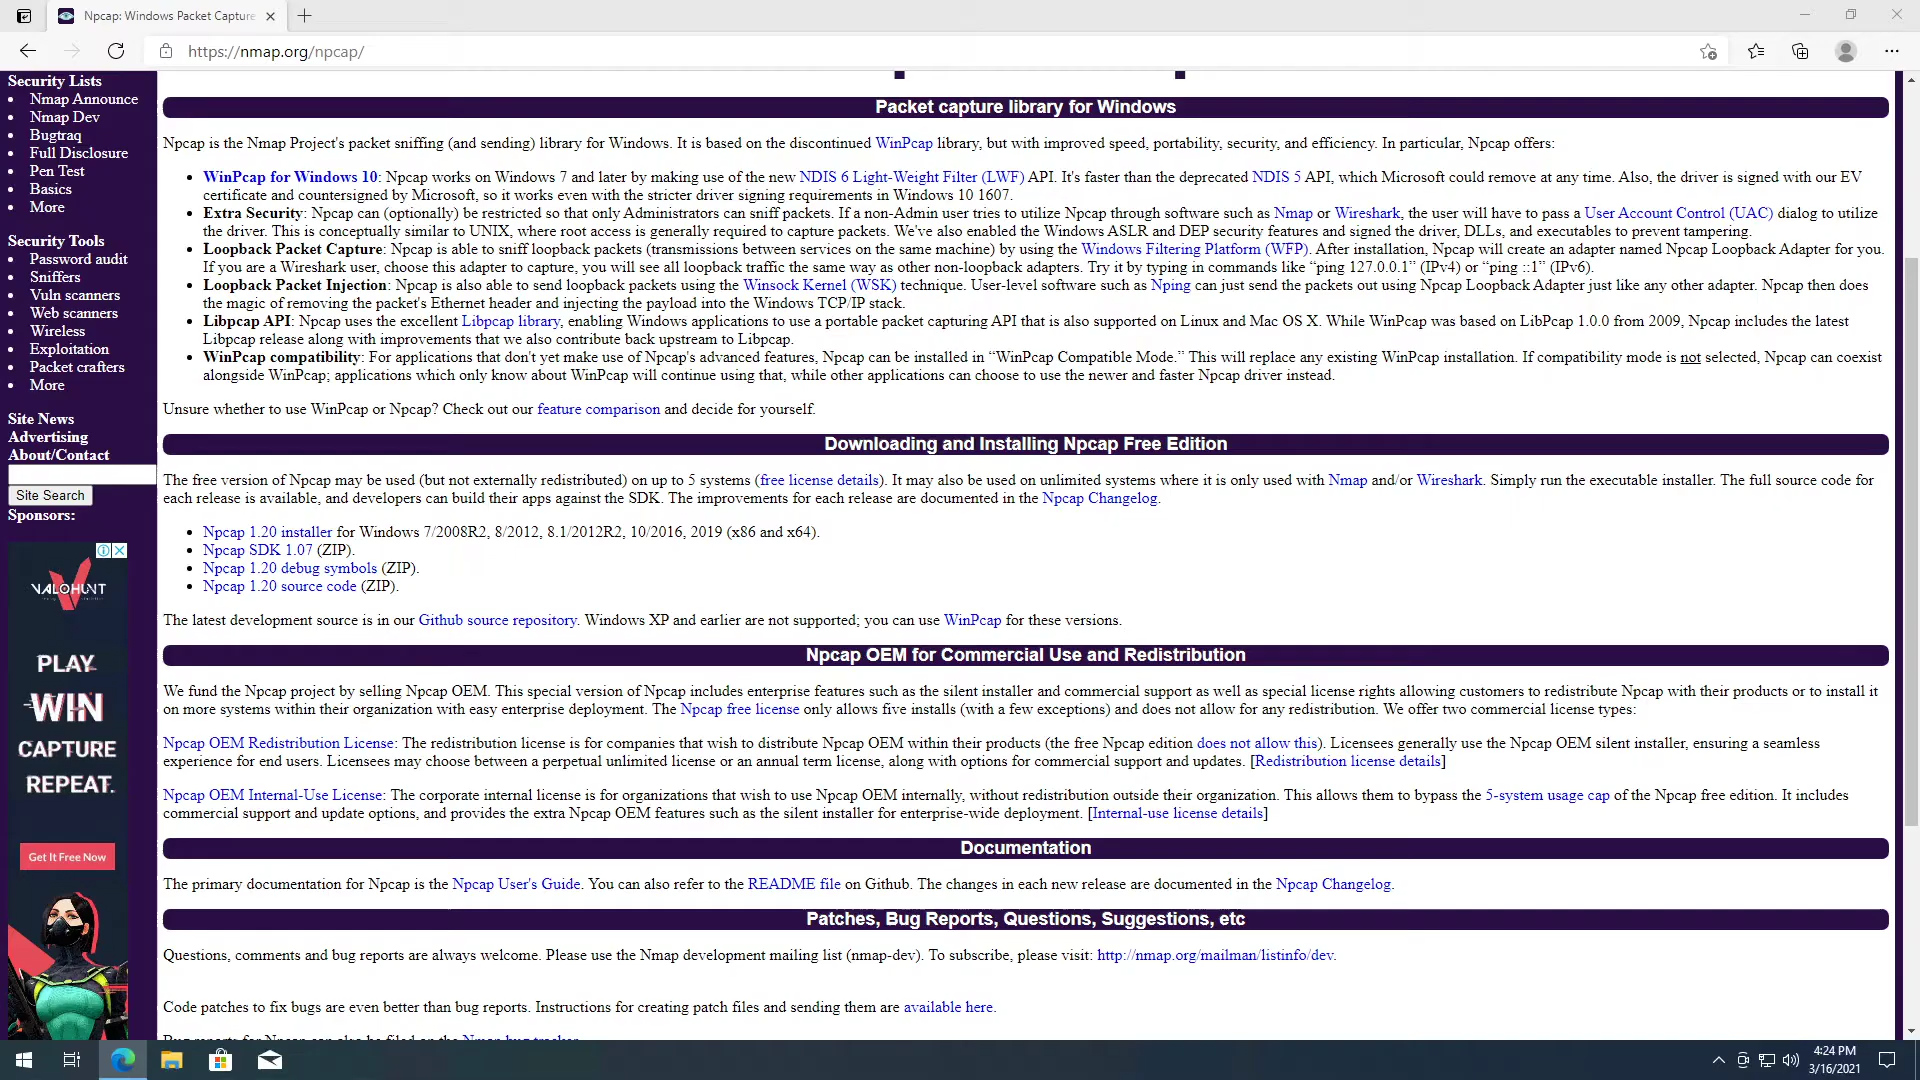 Npcap: Windows Packet Capture
https://nmap.org/npcap/
Security Lists
• Nmap Announce
• Nmap Dev
• Bugtraq
• Full Disclosure
• Pen Test
• Basics
• More
Security Tools
• Password audit
• Sniffers
• Vuln scanners
• Web scanners
• Wireless
• Exploitation
• Packet crafters
• More
Site News
Advertising
About/Contact
Site Search
Sponsors:
VALOHUNT
PLAY
WIN
CAPTURE
REPEAT.
Get It Free Now
Packet capture library for Windows
Npcap is the Nmap Project's packet sniffing (and sending) library for Windows. It is based on the discontinued WinPcap library, but with improved speed, portability, security, and efficiency. In particular, Npcap offers:
• WinPcap for Windows 10: Npcap works on Windows 7 and later by making use of the new NDIS 6 Light-Weight Filter (LWF) API. It's faster than the deprecated NDIS 5 API, which Microsoft could remove at any time. Also, the driver is signed with our EV
certificate and countersigned by Microsoft, so it works even with the stricter driver signing requirements in Windows 10 1607.
• Extra Security: Npcap can (optionally) be restricted so that only Administrators can sniff packets. If a non-Admin user tries to utilize Npcap through software such as Nmap or Wireshark, the user will have to pass a User Account Control (UAC) dialog to utilize
the driver. This is conceptually similar to UNIX, where root access is generally required to capture packets. We've also enabled the Windows ASLR and DEP security features and signed the driver, DLLs, and executables to prevent tampering.
• Loopback Packet Capture: Npcap is able to sniff loopback packets (transmissions between services on the same machine) by using the Windows Filtering Platform (WFP). After installation, Npcap will create an adapter named Npcap Loopback Adapter for you.
If you are a Wireshark user, choose this adapter to capture, you will see all loopback traffic the same way as other non-loopback adapters. Try it by typing in commands like “ping 127.0.0.1” (IPv4) or “ping ::1” (IPv6).
• Loopback Packet Injection: Npcap is also able to send loopback packets using the Winsock Kernel (WSK) technique. User-level software such as Nping can just send the packets out using Npcap Loopback Adapter just like any other adapter. Npcap then does
the magic of removing the packet's Ethernet header and injecting the payload into the Windows TCP/IP stack.
• Libpcap API: Npcap uses the excellent Libpcap library, enabling Windows applications to use a portable packet capturing API that is also supported on Linux and Mac OS X. While WinPcap was based on LibPcap 1.0.0 from 2009, Npcap includes the latest
Libpcap release along with improvements that we also contribute back upstream to Libpcap.
• WinPcap compatibility: For applications that don't yet make use of Npcap's advanced features, Npcap can be installed in “WinPcap Compatible Mode.” This will replace any existing WinPcap installation. If compatibility mode is not selected, Npcap can coexist
alongside WinPcap; applications which only know about WinPcap will continue using that, while other applications can choose to use the newer and faster Npcap driver instead.
Unsure whether to use WinPcap or Npcap? Check out our feature comparison and decide for yourself.
Downloading and Installing Npcap Free Edition
The free version of Npcap may be used (but not externally redistributed) on up to 5 systems (free license details). It may also be used on unlimited systems where it is only used with Nmap and/or Wireshark. Simply run the executable installer. The full source code for
each release is available, and developers can build their apps against the SDK. The improvements for each release are documented in the Npcap Changelog.
• Npcap 1.20 installer for Windows 7/2008R2, 8/2012, 8.1/2012R2, 10/2016, 2019 (x86 and x64).
• Npcap SDK 1.07 (ZIP).
• Npcap 1.20 debug symbols (ZIP).
• Npcap 1.20 source code (ZIP).
The latest development source is in our Github source repository. Windows XP and earlier are not supported; you can use WinPcap for these versions.
Npcap OEM for Commercial Use and Redistribution
We fund the Npcap project by selling Npcap OEM. This special version of Npcap includes enterprise features such as the silent installer and commercial support as well as special license rights allowing customers to redistribute Npcap with their products or to install it
on more systems within their organization with easy enterprise deployment. The Npcap free license only allows five installs (with a few exceptions) and does not allow for any redistribution. We offer two commercial license types:
Npcap OEM Redistribution License: The redistribution license is for companies that wish to distribute Npcap OEM within their products (the free Npcap edition does not allow this). Licensees generally use the Npcap OEM silent installer, ensuring a seamless
experience for end users. Licensees may choose between a perpetual unlimited license or an annual term license, along with options for commercial support and updates. [Redistribution license details]
Npcap OEM Internal-Use License: The corporate internal license is for organizations that wish to use Npcap OEM internally, without redistribution outside their organization. This allows them to bypass the 5-system usage cap of the Npcap free edition. It includes
commercial support and update options, and provides the extra Npcap OEM features such as the silent installer for enterprise-wide deployment. [Internal-use license details]
Documentation
The primary documentation for Npcap is the Npcap User's Guide. You can also refer to the README file on Github. The changes in each new release are documented in the Npcap Changelog.
Patches, Bug Reports, Questions, Suggestions, etc
Questions, comments and bug reports are always welcome. Please use the Nmap development mailing list (nmap-dev). To subscribe, please visit: http://nmap.org/mailman/listinfo/dev.
Code patches to fix bugs are even better than bug reports. Instructions for creating patch files and sending them are available here.
Bug reports for Npcap can also be filed on the Nmap bug tracker.
4:24 PM
3/16/2021